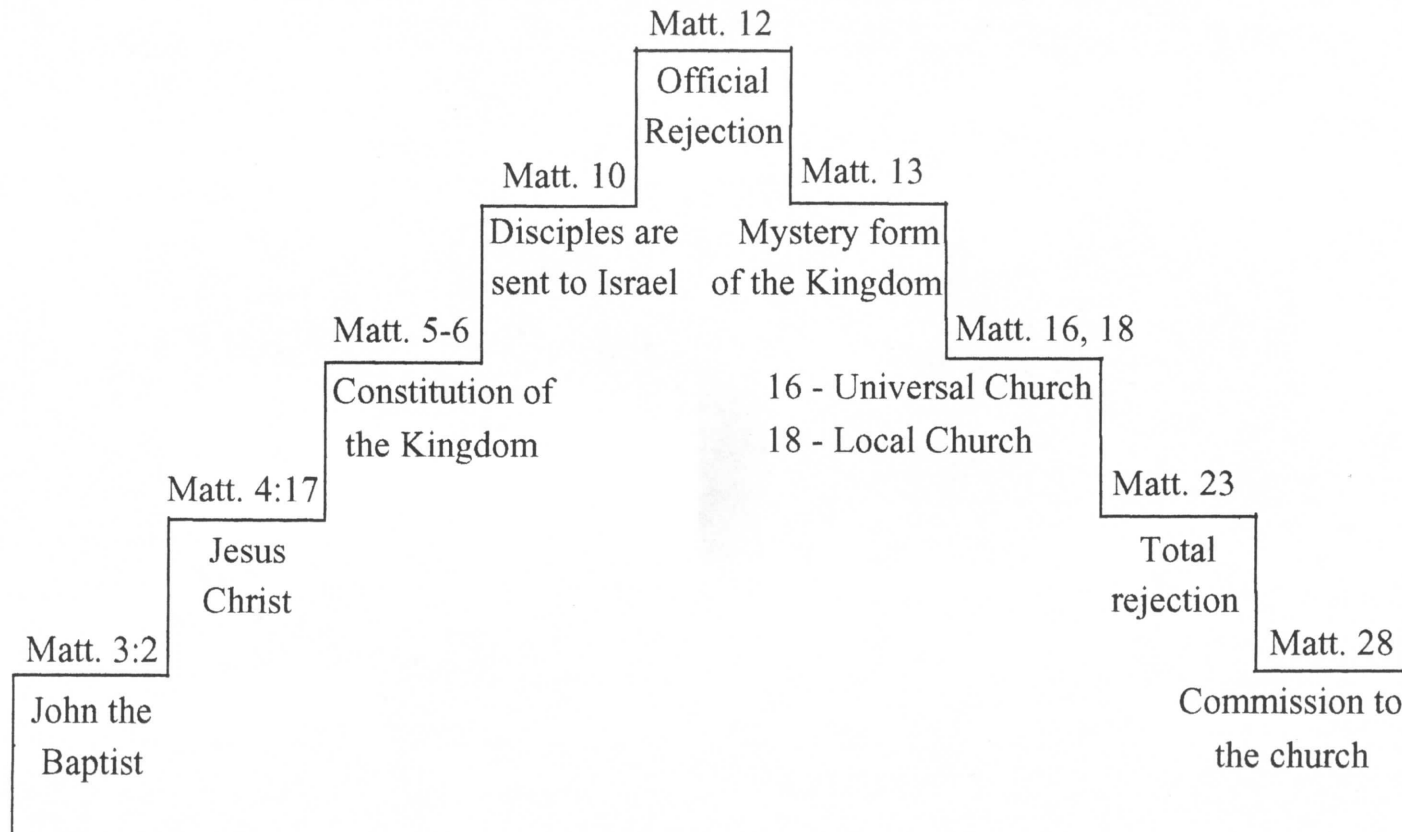 Matt. 12
Official
Rejection
Matt. 10
Disciples are
sent to Israel
Matt. 13
Mystery form
of the Kingdom
Matt. 5-6
Constitution of
the Kingdom
Matt. 16, 18
16 - Universal Church
18 - Local Church
Matt. 4:17
Jesus
Christ
Matt. 23
Total
rejection
Matt. 3:2
John the
Baptist
Matt. 28
Commission to
the church